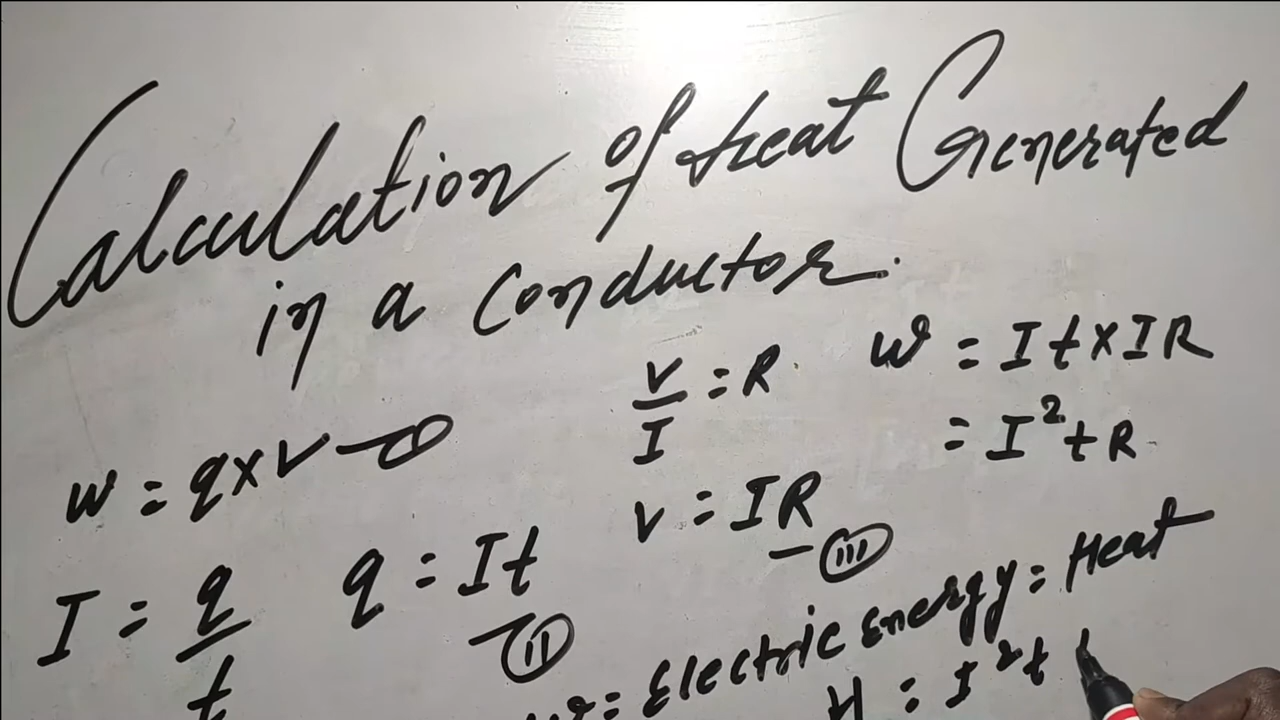 Calculation of Heat Generated
in a Conductor.
W = q x V — (I)
I = q/t
q = It
— (II)
V/I = R
V = IR
— (III)
W = It x IR
= I²tR
W = Electric Energy = Heat
H = I²t